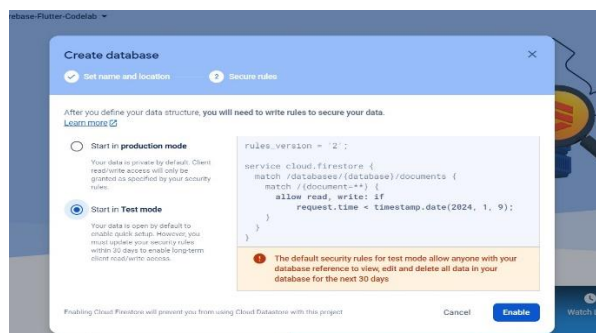 rebase-Flutter-Codelab
Create database
Set name and location
2 Secure rules
After you define your data structure, you will need to write rules to secure your data.
Learn more
Start in production mode
Your data is private by default. Client
read/write access will only be
granted as specified by your security
rules.
Start in Test mode
Your data is open by default to
enable quick setup. However, you
must update your security rules
within 30 days to enable long-term
client read/write access.
rules_version = '2';
service cloud.firestore {
match /databases/{database}/documents {
match /{document=**} {
allow read, write: if
request.time < timestamp.date(2024, 1, 9);
}
}
}
The default security rules for test mode allow anyone with your
database reference to view, edit and delete all data in your
database for the next 30 days
Enabling Cloud Firestore will prevent you from using Cloud Datastore with this project
Cancel
Enable
Watch